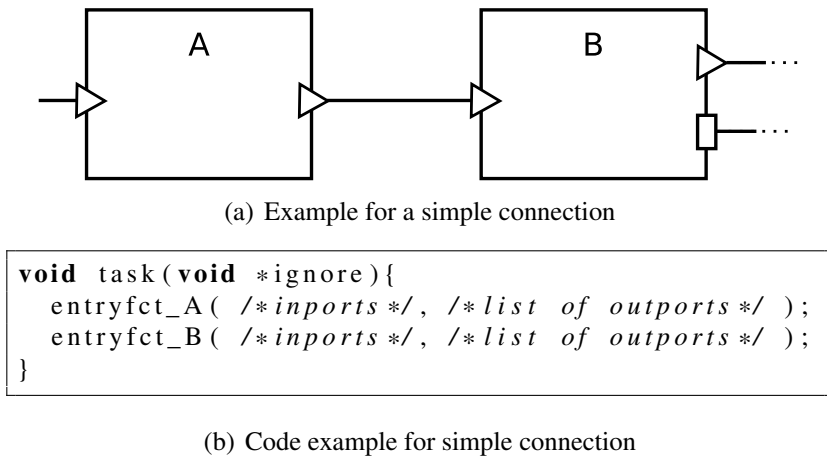 A
B
(a) Example for a simple connection
void task(void *ignore){
  entryfct_A( /*inports*/, /*list of outports*/ );
  entryfct_B( /*inports*/, /*list of outports*/ );
}
(b) Code example for simple connection